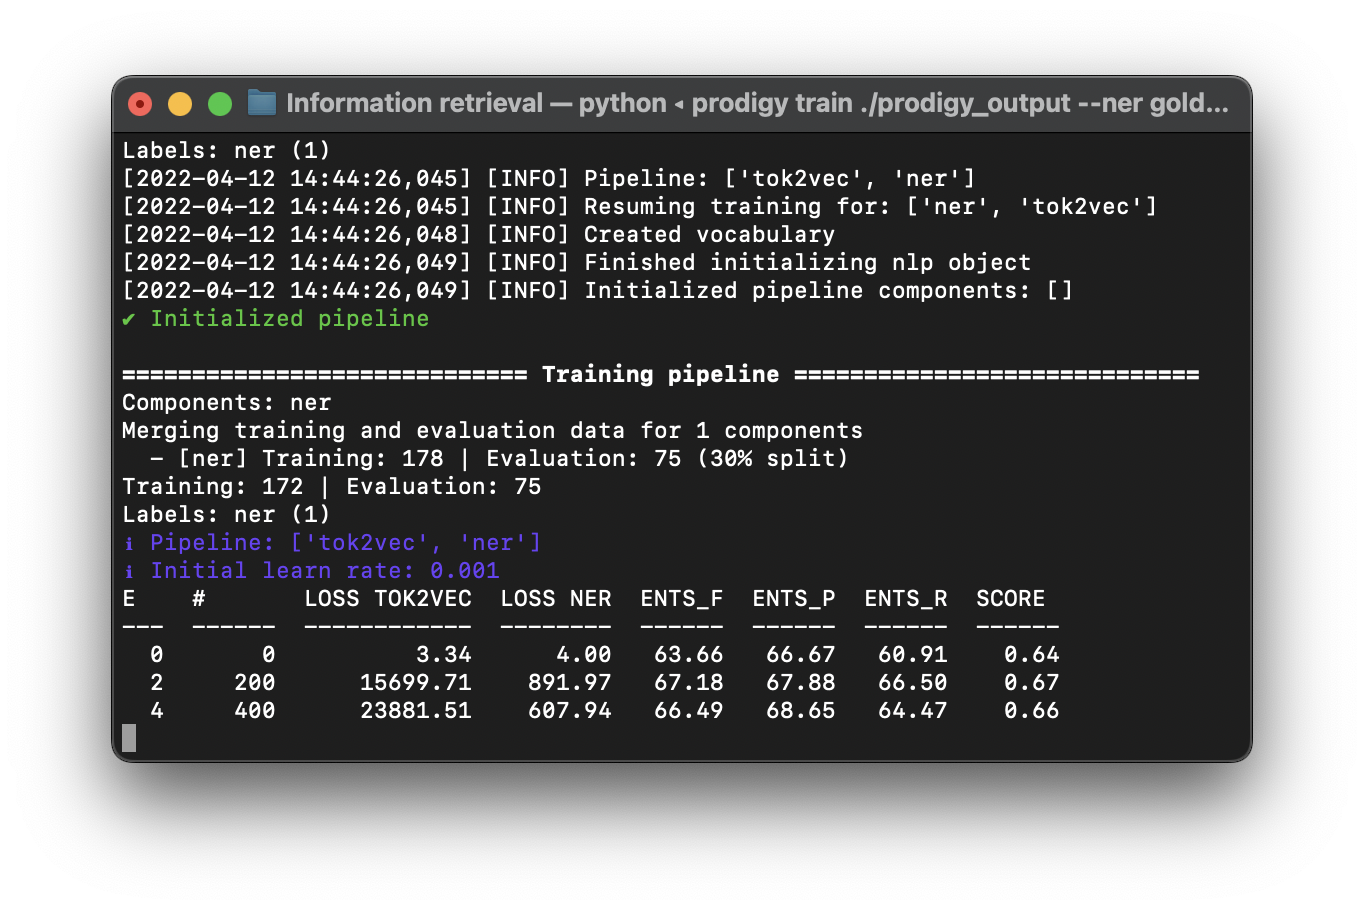 Information retrieval — python ◂ prodigy train ./prodigy_output --ner gold...
Labels: ner (1)
[2022-04-12 14:44:26,045] [INFO] Pipeline: ['tok2vec', 'ner']
[2022-04-12 14:44:26,045] [INFO] Resuming training for: ['ner', 'tok2vec']
[2022-04-12 14:44:26,048] [INFO] Created vocabulary
[2022-04-12 14:44:26,049] [INFO] Finished initializing nlp object
[2022-04-12 14:44:26,049] [INFO] Initialized pipeline components: []
✔ Initialized pipeline
============================= Training pipeline =============================
Components: ner
Merging training and evaluation data for 1 components
  - [ner] Training: 178 | Evaluation: 75 (30% split)
Training: 172 | Evaluation: 75
Labels: ner (1)
ℹ Pipeline: ['tok2vec', 'ner']
ℹ Initial learn rate: 0.001
E    #       LOSS TOK2VEC  LOSS NER  ENTS_F  ENTS_P  ENTS_R  SCORE
---  ------  ------------  --------  ------  ------  ------  ------
  0       0          3.34      4.00   63.66   66.67   60.91    0.64
  2     200      15699.71    891.97   67.18   67.88   66.50    0.67
  4     400      23881.51    607.94   66.49   68.65   64.47    0.66